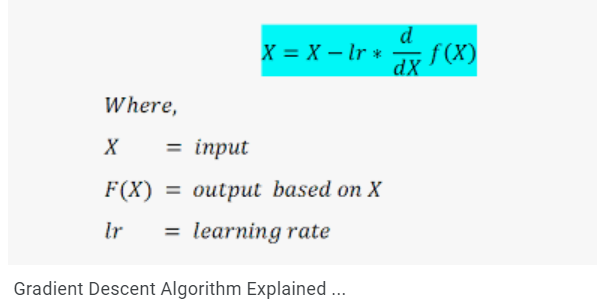 X = X − lr * d/dX f(X)
Where,
X = input
F(X) = output based on X
lr = learning rate
Gradient Descent Algorithm Explained ...